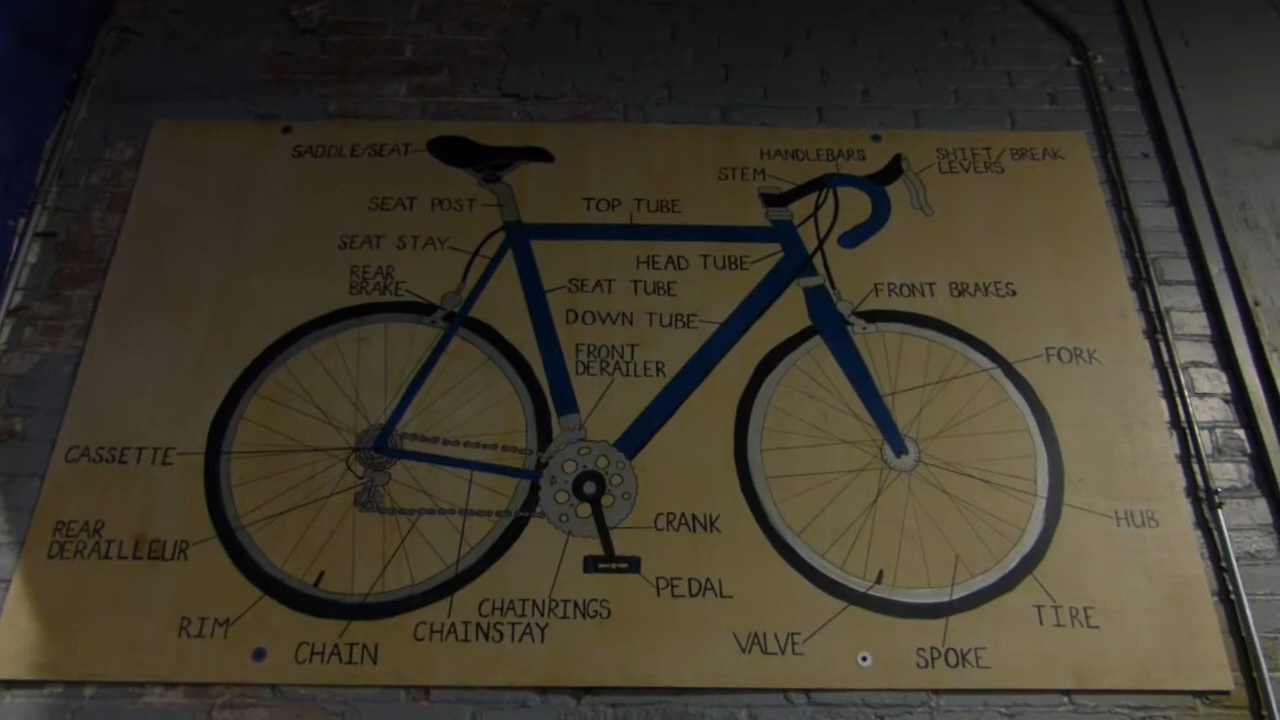 SADDLE/SEAT
HANDLEBARS
SHIFT/BREAK
LEVERS
STEM
SEAT POST
TOP TUBE
SEAT STAY
HEAD TUBE
REAR
BRAKE
SEAT TUBE
FRONT BRAKES
DOWN TUBE
FRONT
DERAILER
FORK
CASSETTE
REAR
DERAILLEUR
CRANK
HUB
PEDAL
CHAINRINGS
TIRE
RIM
CHAINSTAY
CHAIN
VALVE
SPOKE